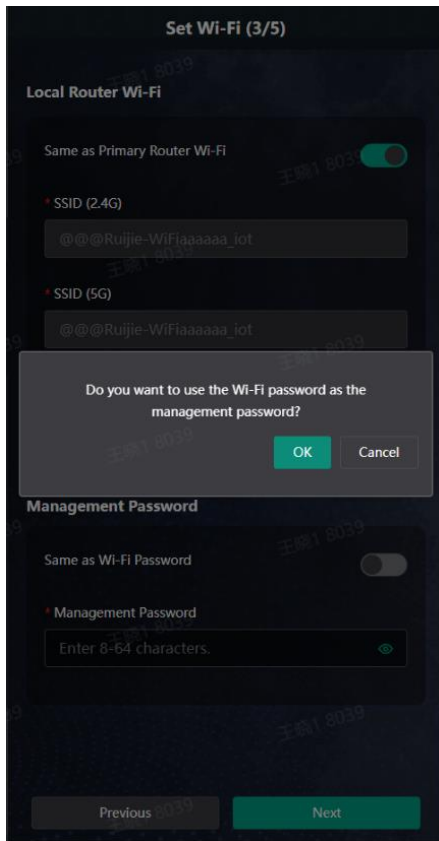 Set Wi-Fi (3/5)
Local Router Wi-Fi
Same as Primary Router Wi-Fi
* SSID (2.4G)
@@@Ruijie-WiFiaaaaaa_iot
* SSID (5G)
@@@Ruijie-WiFiaaaaaa_iot
Do you want to use the Wi-Fi password as the
management password?
OK
Cancel
Management Password
Same as Wi-Fi Password
* Management Password
Enter 8-64 characters.
Previous
Next